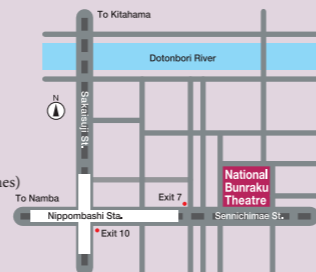 To Kitahama
Dotonbori River
N
Sakaisuji St.
nes)
To Namba
Exit 7
National
Bunraku
Theatre
Nippombashi Sta.
Sennichimae St.
Exit 10